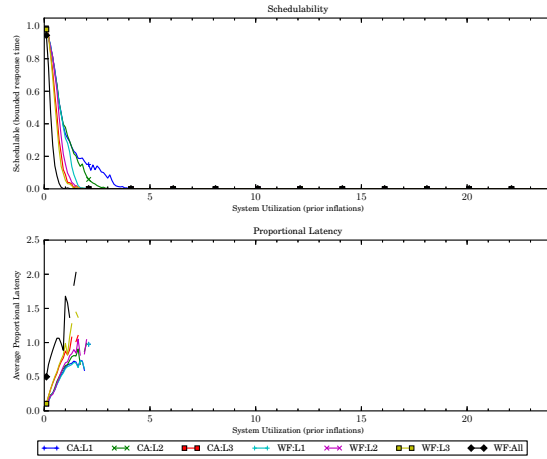 Schedulability
Schedulable (bounded response time)
1.0
0.8
0.6
0.4
0.2
0.0
0 5 10 15 20
System Utilization (prior inflations)
Proportional Latency
Average Proportional Latency
2.5
2.0
1.5
1.0
0.5
0.0
0 5 10 15 20
System Utilization (prior inflations)
CA:L1 CA:L2 CA:L3 WF:L1 WF:L2 WF:L3 WF:All